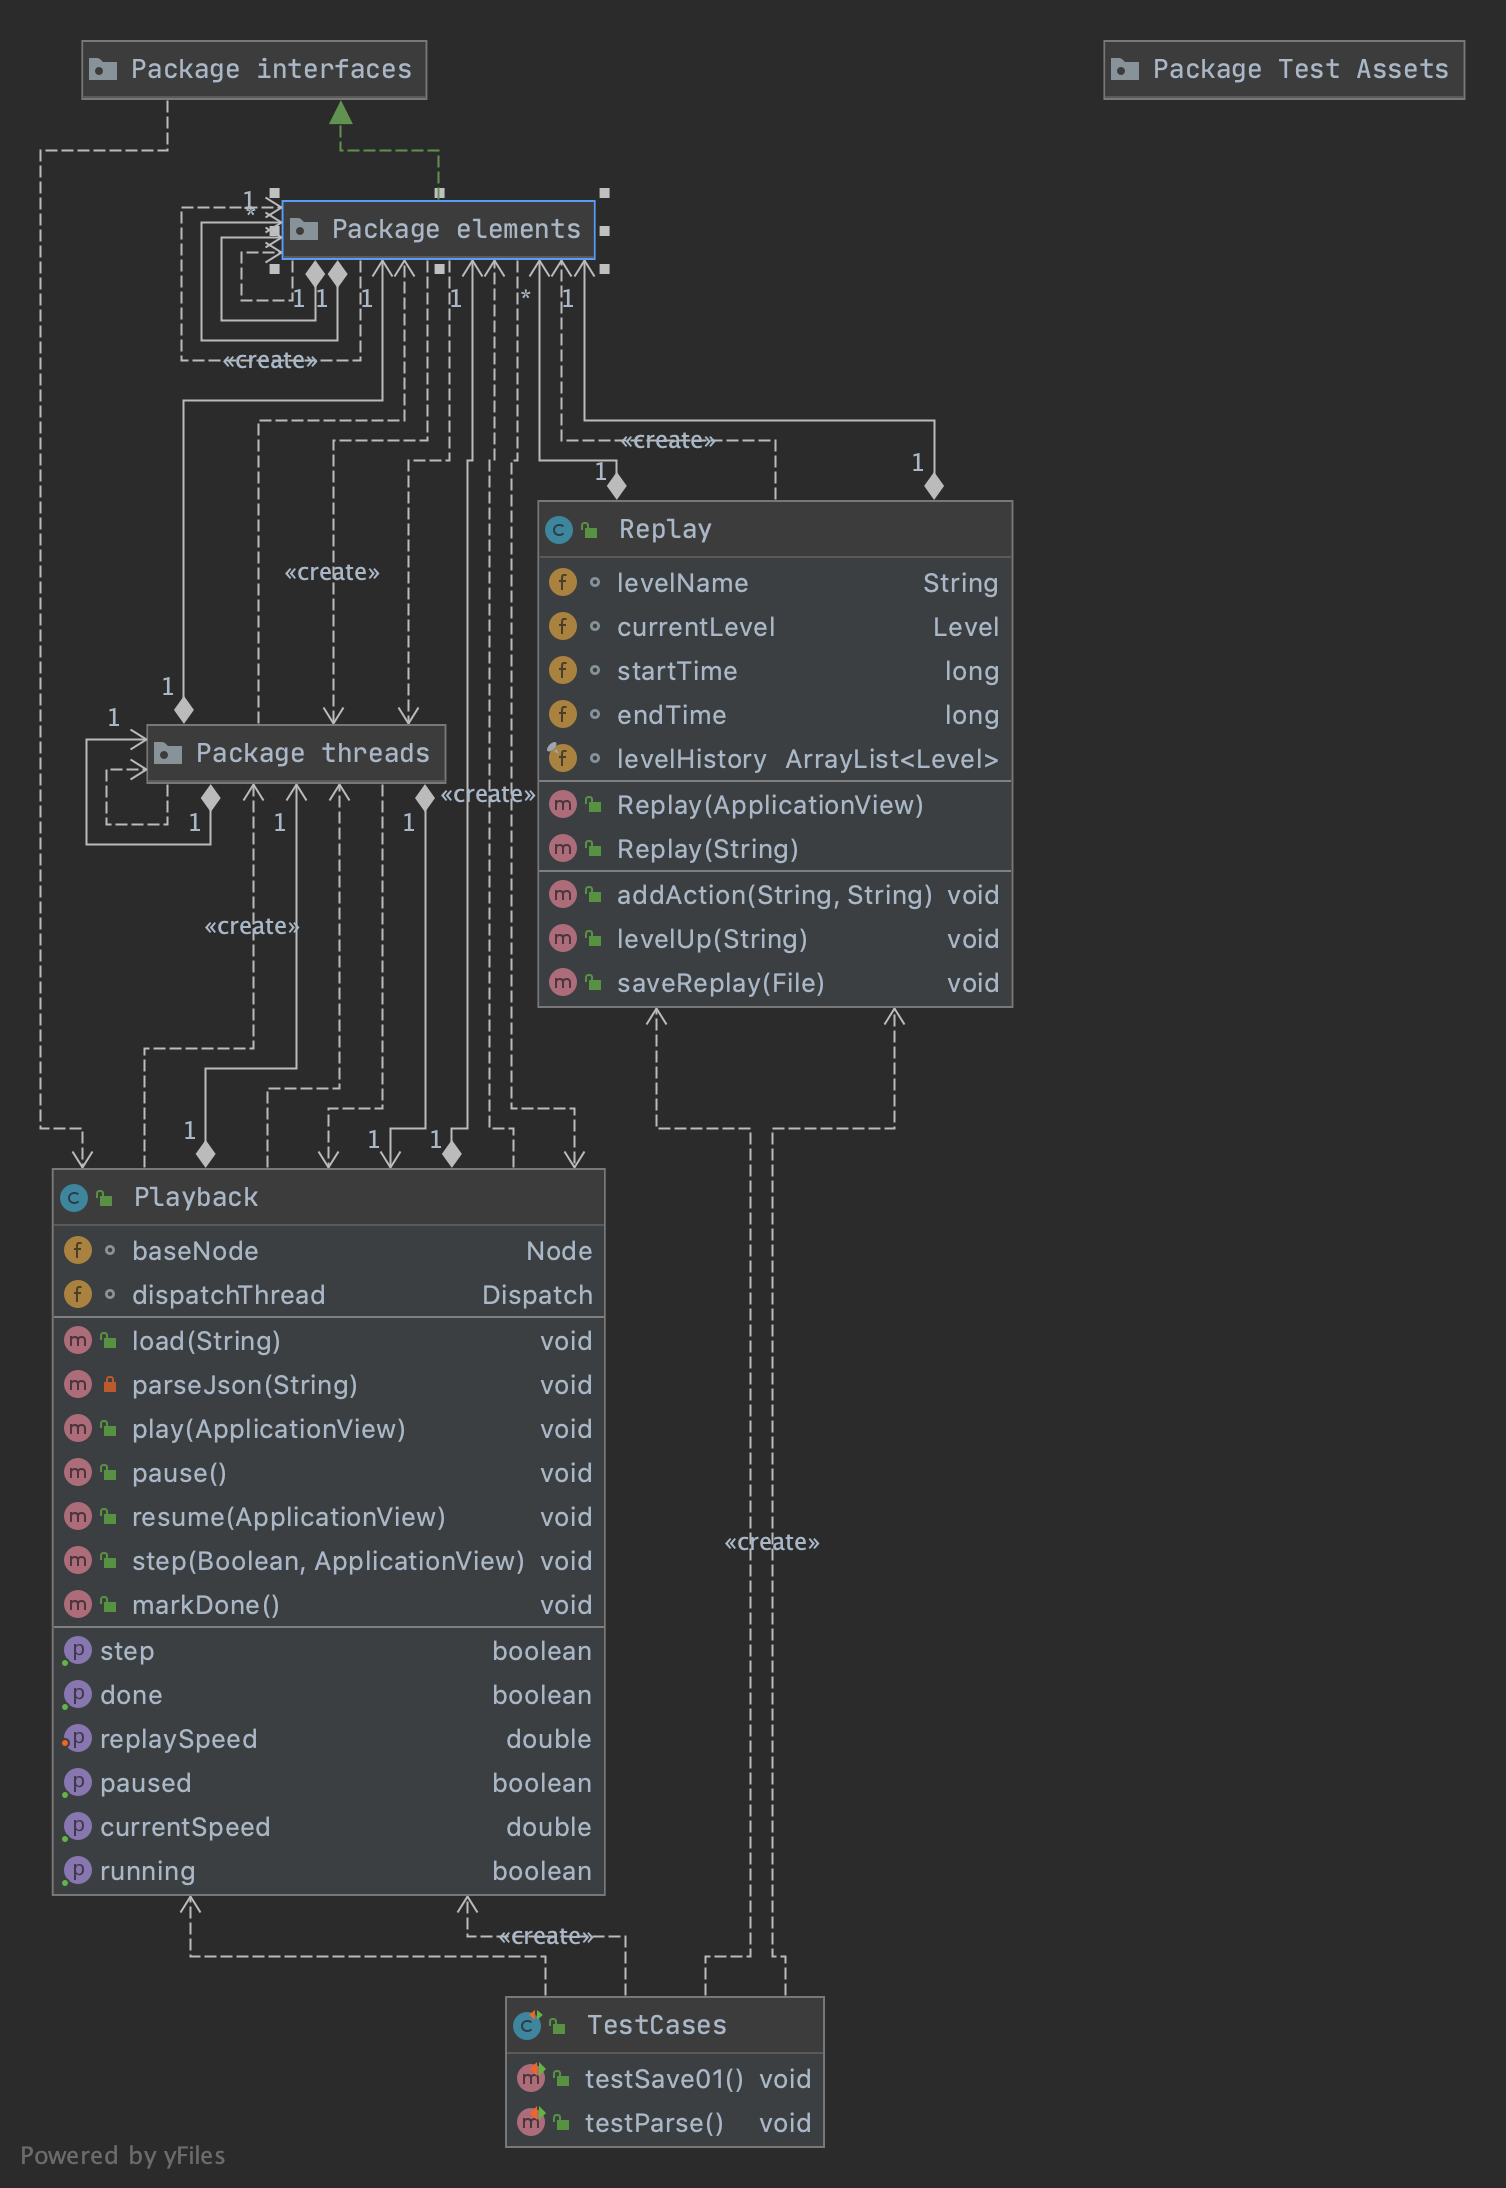 Package interfaces
Package Test Assets
1
*
Package elements
1 1 1 1 * 1
«create»
«create»
1 1
Replay
levelName String
currentLevel Level
startTime long
endTime long
levelHistory ArrayList<Level>
Replay(ApplicationView)
Replay(String)
addAction(String, String) void
levelUp(String) void
saveReplay(File) void
«create»
1
1
Package threads
«create»
1 1 1
«create»
1 1 1
Playback
baseNode Node
dispatchThread Dispatch
load(String) void
parseJson(String) void
play(ApplicationView) void
pause() void
resume(ApplicationView) void
step(Boolean, ApplicationView) void
markDone() void
step boolean
done boolean
replaySpeed double
paused boolean
currentSpeed double
running boolean
«create»
«create»
TestCases
testSave01() void
testParse() void
Powered by yFiles